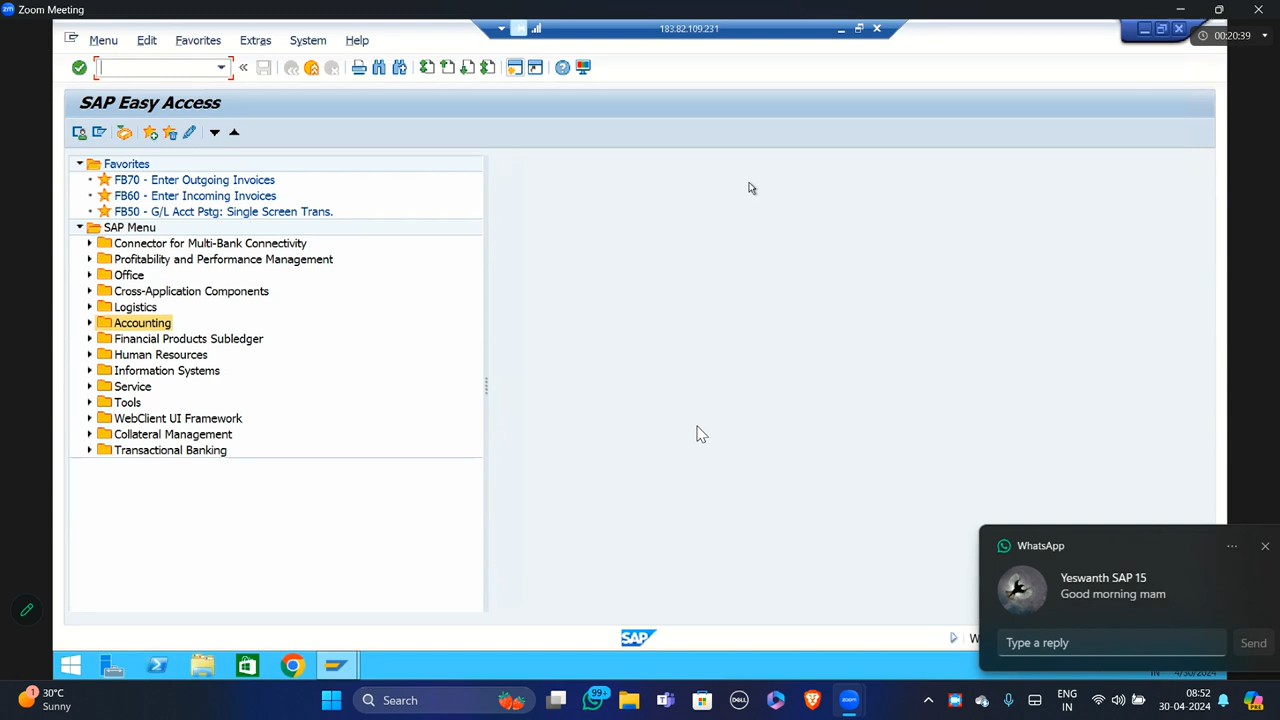 Zoom Meeting
183.82.109.231
00:20:39
Menu Edit Favorites Extras System Help
SAP Easy Access
Favorites
FB70 - Enter Outgoing Invoices
FB60 - Enter Incoming Invoices
FB50 - G/L Acct Pstg: Single Screen Trans.
SAP Menu
Connector for Multi-Bank Connectivity
Profitability and Performance Management
Office
Cross-Application Components
Logistics
Accounting
Financial Products Subledger
Human Resources
Information Systems
Service
Tools
WebClient UI Framework
Collateral Management
Transactional Banking
WhatsApp
Yeswanth SAP 15
Good morning mam
Type a reply
Send
SAP
30°C
Sunny
Search
99+
ENG
IN
08:52
30-04-2024